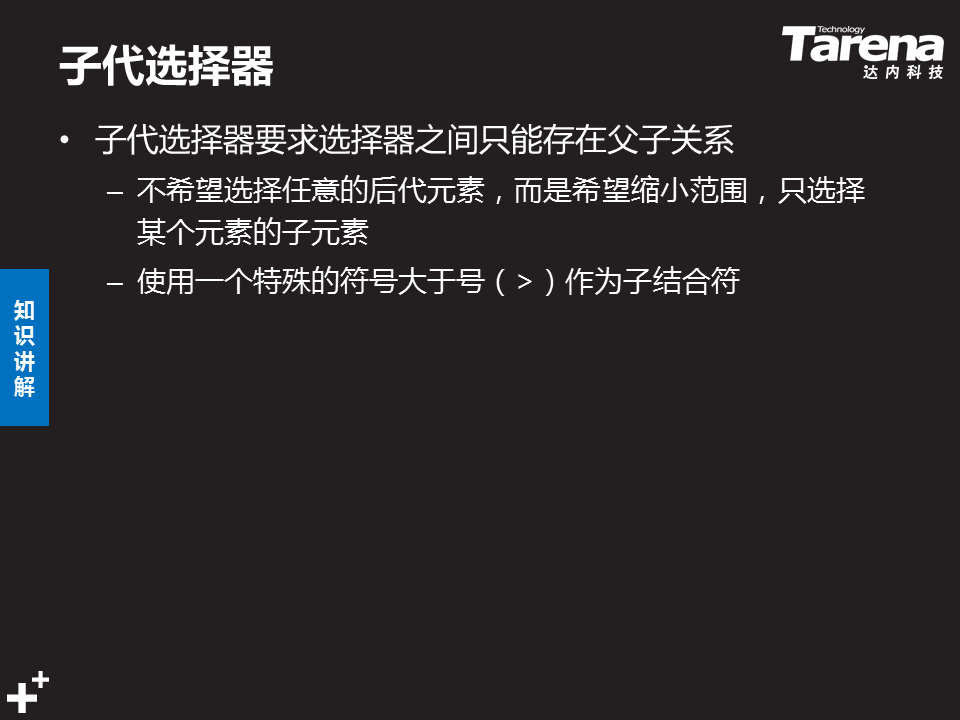 子代选择器
Technology
Tarena
达内科技
• 子代选择器要求选择器之间只能存在父子关系
– 不希望选择任意的后代元素，而是希望缩小范围，只选择
某个元素的子元素
– 使用一个特殊的符号大于号（>）作为子结合符
知识讲解